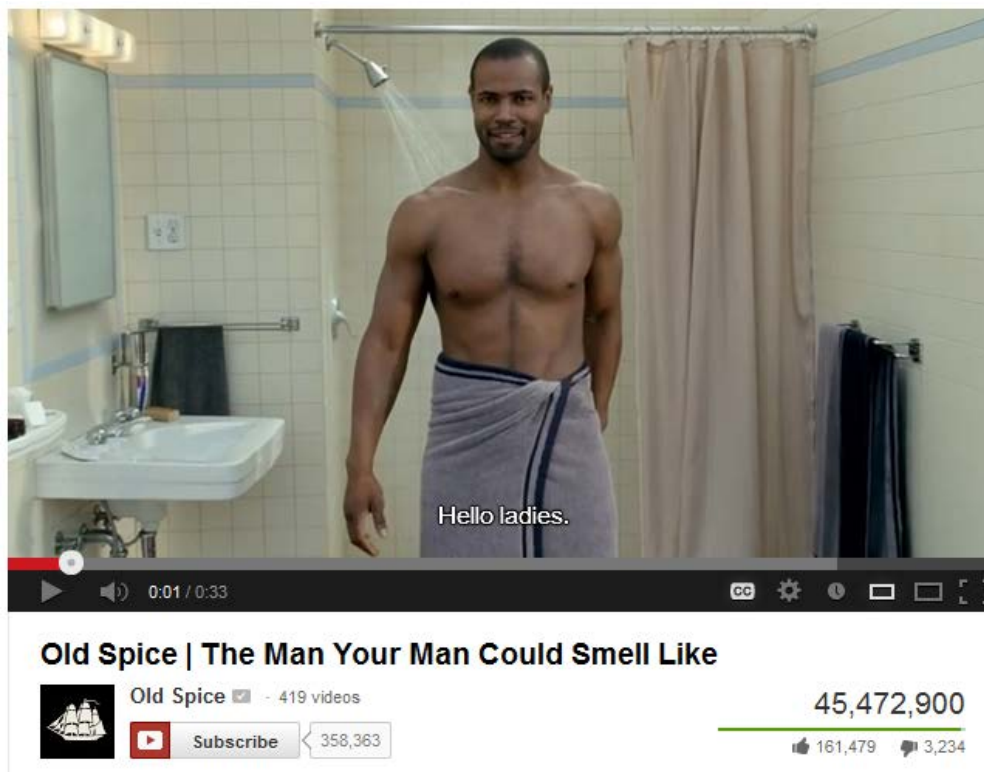 Hello ladies.
0:01 / 0:33
CC
Old Spice | The Man Your Man Could Smell Like
Old Spice · 419 videos
45,472,900
Subscribe 358,363
161,479 3,234